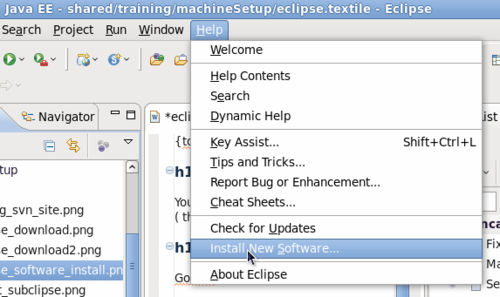 Java EE - shared/training/machineSetup/eclipse.textile - Eclipse
Search Project Run Window Help
Welcome
Help Contents
Search
Dynamic Help
Key Assist... Shift+Ctrl+L
Tips and Tricks...
Report Bug or Enhancement...
Cheat Sheets...
Check for Updates
Install New Software...
About Eclipse
Navigator
*ecli
{to
h1
You
( th
h1
Go
tup
g_svn_site.png
e_download.png
e_download2.png
e_software_install.pn
t_subclipse.png
ist
Fix
Ma
Se